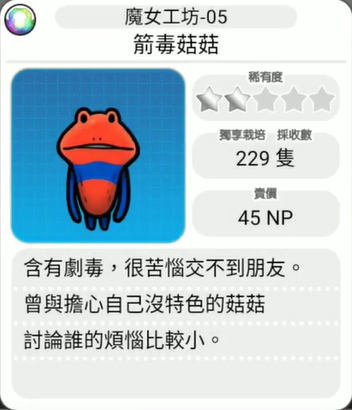 魔女工坊-05
箭毒菇菇
稀有度
獨享栽培 採收數
229 隻
賣價
45 NP
含有劇毒，很苦惱交不到朋友。
曾與擔心自己沒特色的菇菇
討論誰的煩惱比較小。